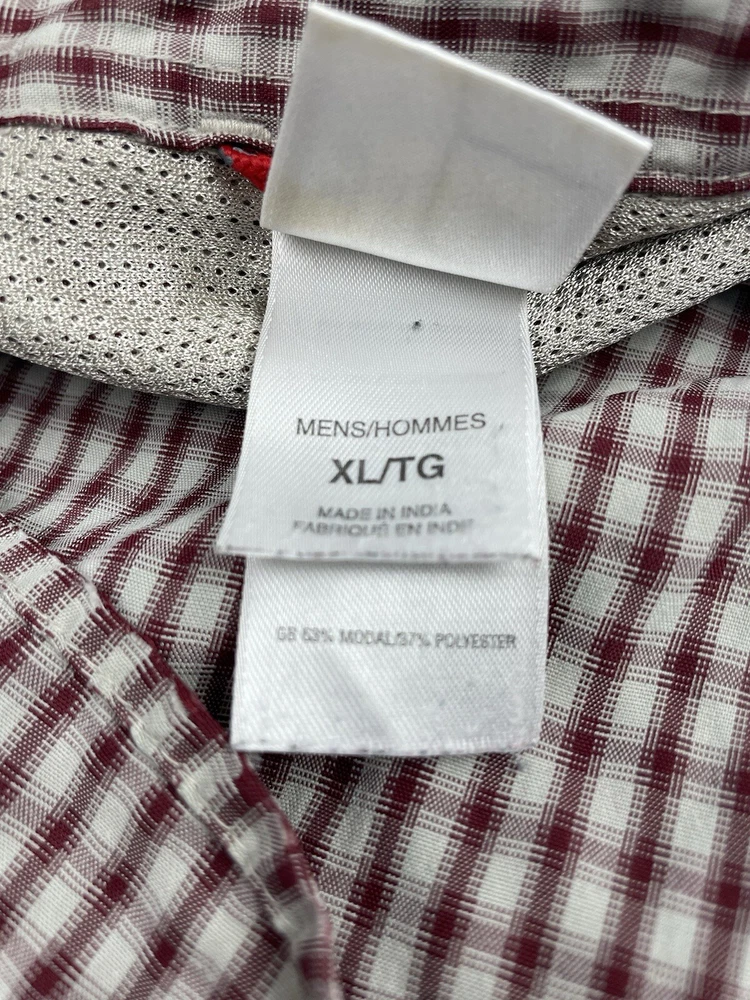 MENS/HOMMES
XL/TG
MADE IN INDIA
FABRIQUÉ EN INDE
GB 63% MODAL/37% POLYESTER